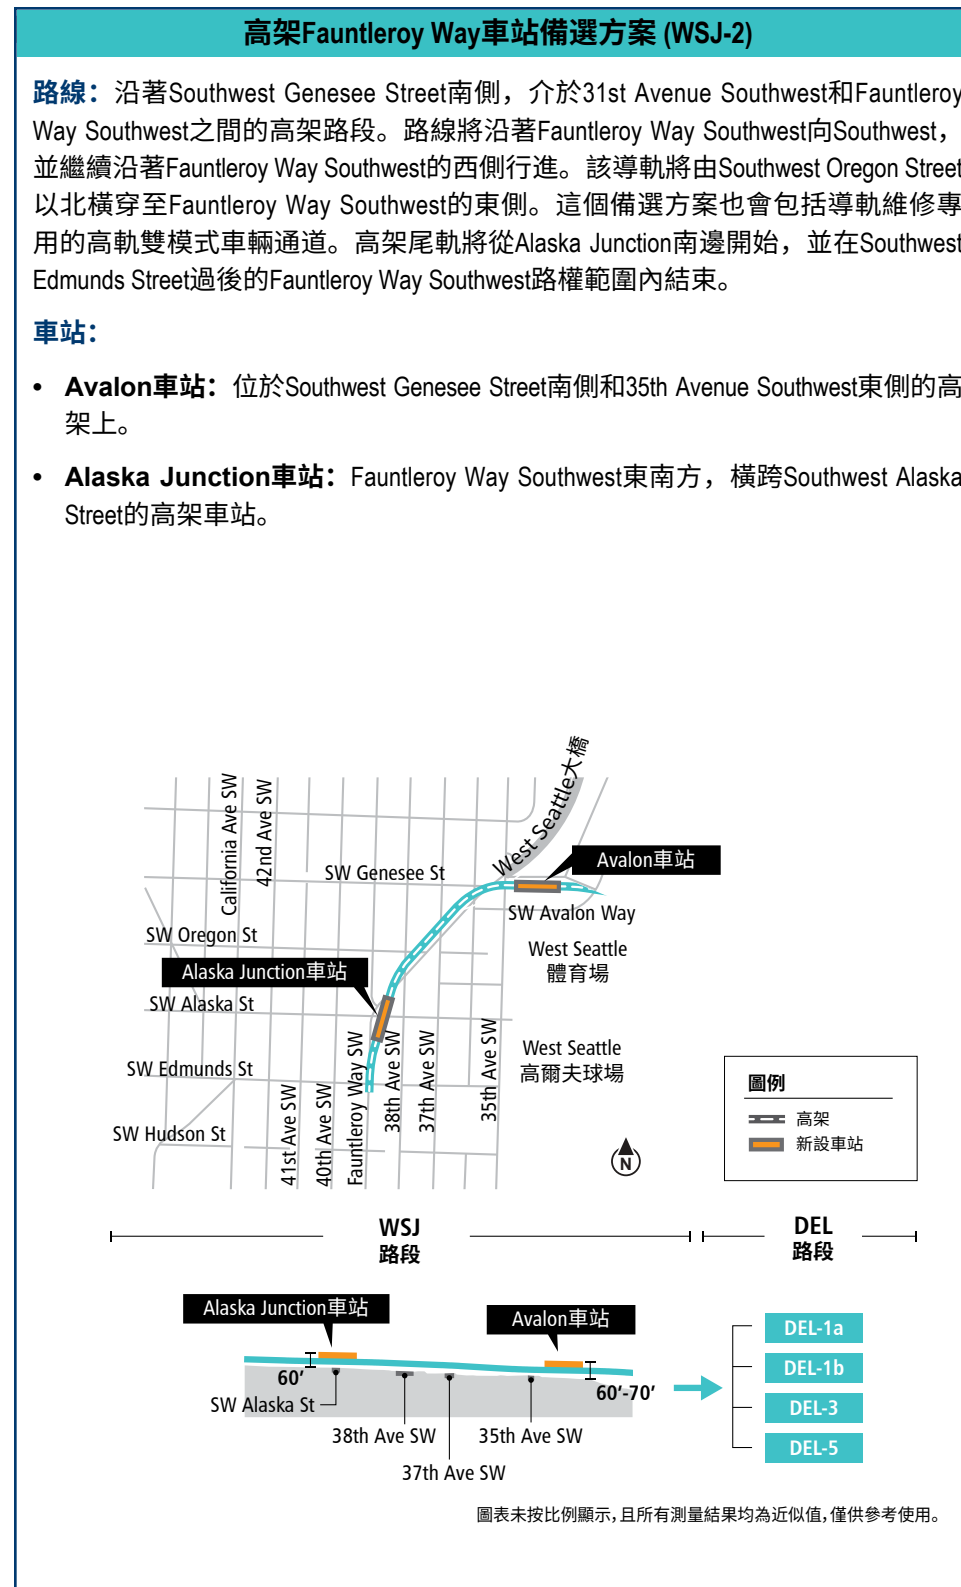 高架Fauntleroy Way車站備選方案 (WSJ-2)
路線：沿著Southwest Genesee Street南側，介於31st Avenue Southwest和Fauntleroy
Way Southwest之間的高架路段。路線將沿著Fauntleroy Way Southwest向Southwest，
並繼續沿著Fauntleroy Way Southwest的西側行進。該導軌將由Southwest Oregon Street
以北橫穿至Fauntleroy Way Southwest的東側。這個備選方案也會包括導軌維修專
用的高軌雙模式車輛通道。高架尾軌將從Alaska Junction南邊開始，並在Southwest
Edmunds Street過後的Fauntleroy Way Southwest路權範圍內結束。
車站：
• Avalon車站：位於Southwest Genesee Street南側和35th Avenue Southwest東側的高
架上。
• Alaska Junction車站：Fauntleroy Way Southwest東南方，橫跨Southwest Alaska
Street的高架車站。
West Seattle大橋
California Ave SW
42nd Ave SW
Avalon車站
SW Genesee St
SW Avalon Way
SW Oregon St
West Seattle
體育場
Alaska Junction車站
SW Alaska St
West Seattle
高爾夫球場
SW Edmunds St
SW Hudson St
41st Ave SW
40th Ave SW
Fauntleroy Way SW
38th Ave SW
37th Ave SW
35th Ave SW
N
圖例
高架
新設車站
WSJ
路段
DEL
路段
Alaska Junction車站
Avalon車站
60’
60’-70’
SW Alaska St
38th Ave SW
35th Ave SW
37th Ave SW
DEL-1a
DEL-1b
DEL-3
DEL-5
圖表未按比例顯示，且所有測量結果均為近似值，僅供參考使用。